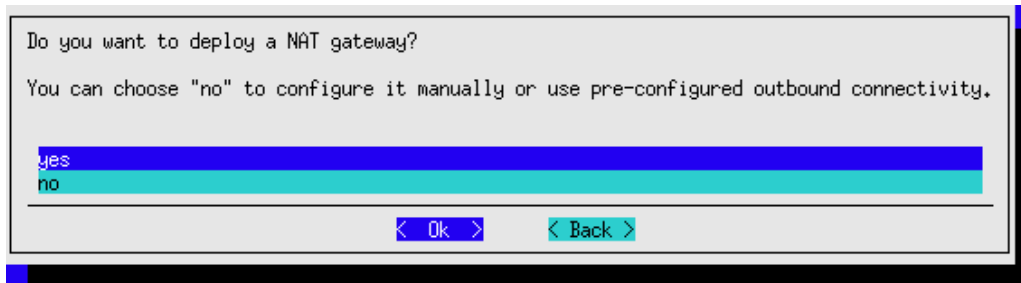 Do you want to deploy a NAT gateway?
You can choose "no" to configure it manually or use pre-configured outbound connectivity.
yes
no
< Ok > < Back >